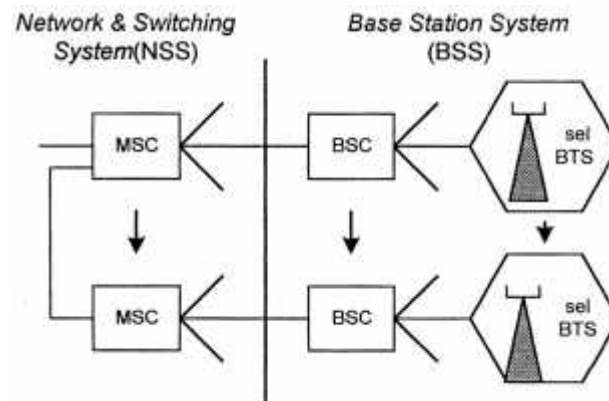 Network & Switching
System(NSS)
Base Station System
(BSS)
MSC
BSC
sel
BTS
MSC
BSC
sel
BTS